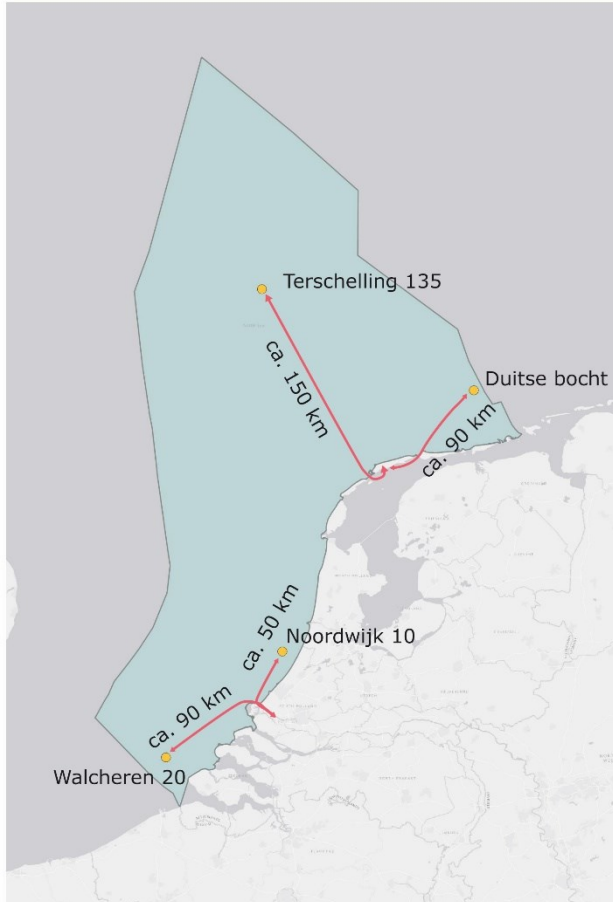 Terschelling 135
ca. 150 km
Duitse bocht
ca. 90 km
ca. 50 km
Noordwijk 10
ca. 90 km
Walcheren 20